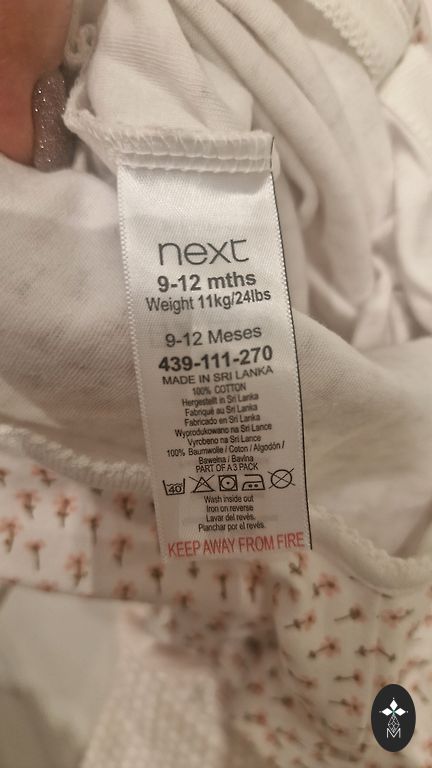 next
9-12 mths
Weight 11kg/24lbs
9-12 Meses
439-111-270
MADE IN SRI LANKA
100% COTTON
Hergestellt in Sri Lanka
Fabriqué au Sri Lanka
Fabricado en Sri Lanka
Wyprodukowano na Sri Lance
Vyrobeno na Sri Lance
100% Baumwolle / Coton / Algodón /
Bawełna / Bavlna
PART OF A 3 PACK
40
Wash inside out
Iron on reverse
Lavar del revés.
Planchar por el revés.
KEEP AWAY FROM FIRE
M